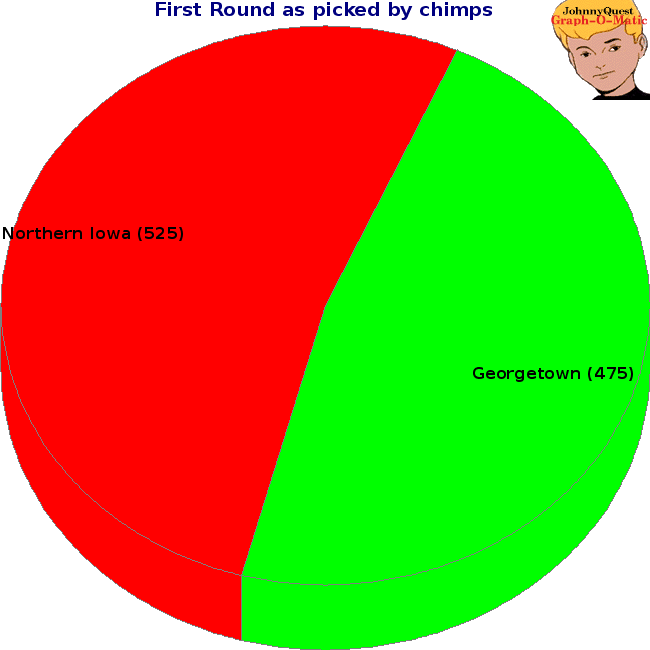 First Round as picked by chimps
JohnnyQuest
Graph-O-Matic
Northern Iowa (525)
Georgetown (475)